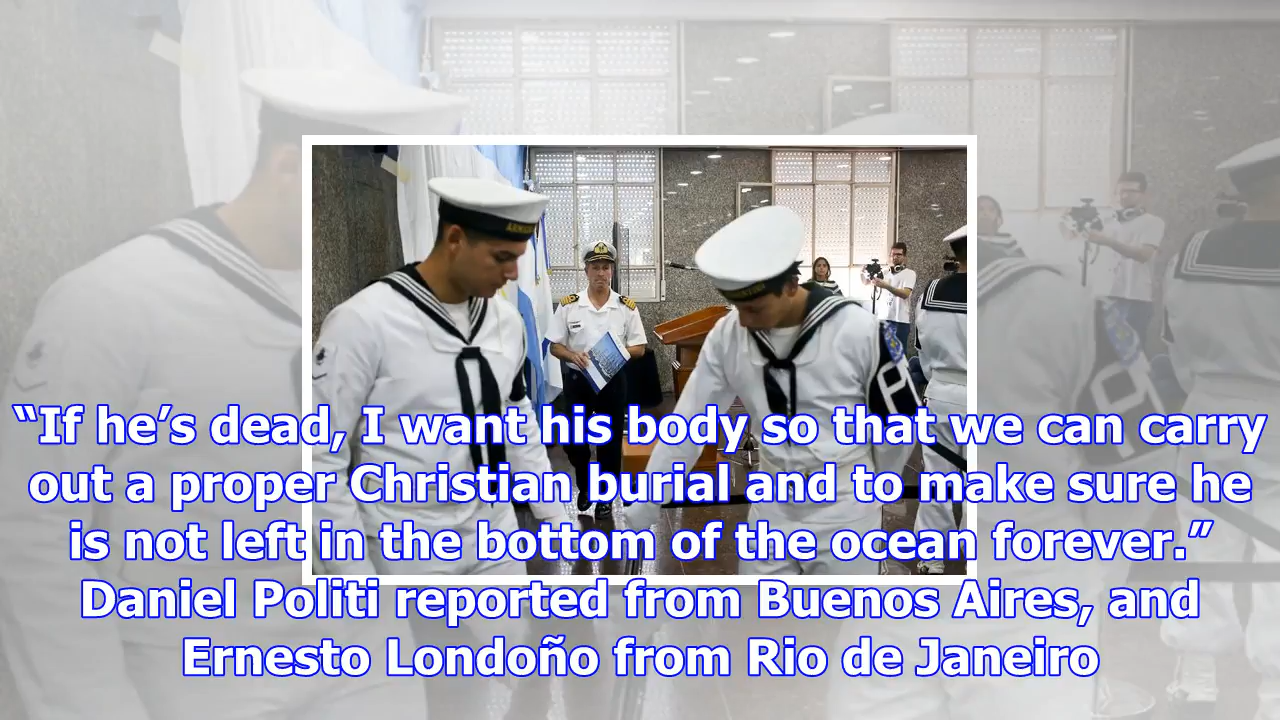 “If he’s dead, I want his body so that we can carry
out a proper Christian burial and to make sure he
is not left in the bottom of the ocean forever.”
Daniel Politi reported from Buenos Aires, and
Ernesto Londoño from Rio de Janeiro